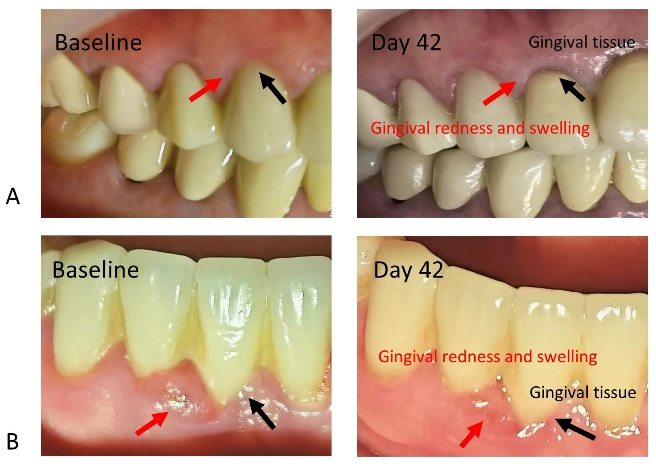 Baseline
Day 42
Gingival tissue
Gingival redness and swelling
A
Baseline
Day 42
Gingival redness and swelling
Gingival tissue
B